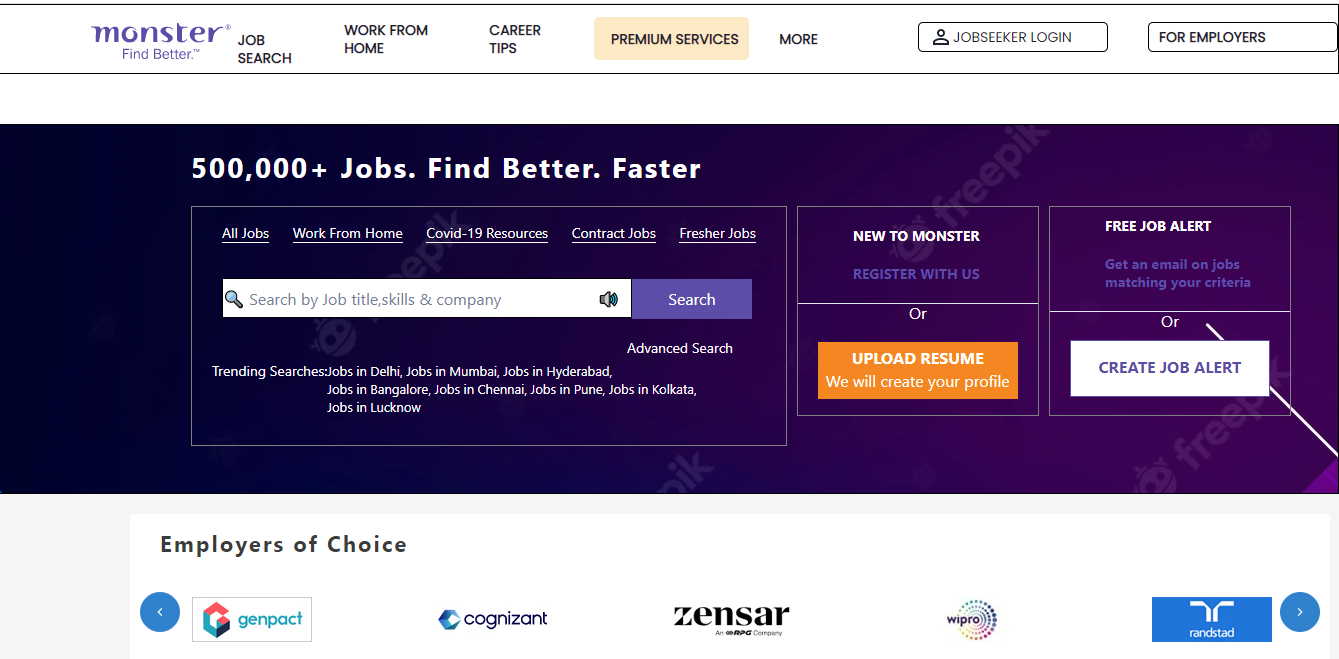 monster®
Find Better.™
JOB
SEARCH
WORK FROM
HOME
CAREER
TIPS
PREMIUM SERVICES
MORE
JOBSEEKER LOGIN
FOR EMPLOYERS
500,000+ Jobs. Find Better. Faster
All Jobs Work From Home Covid-19 Resources Contract Jobs Fresher Jobs
Search by Job title,skills & company
Search
Advanced Search
Trending Searches:Jobs in Delhi, Jobs in Mumbai, Jobs in Hyderabad,
Jobs in Bangalore, Jobs in Chennai, Jobs in Pune, Jobs in Kolkata,
Jobs in Lucknow
NEW TO MONSTER
REGISTER WITH US
Or
UPLOAD RESUME
We will create your profile
FREE JOB ALERT
Get an email on jobs
matching your criteria
Or
CREATE JOB ALERT
freepik
freepik
freepik
pik
Employers of Choice
genpact
cognizant
zensar
An RPG Company
wipro
randstad